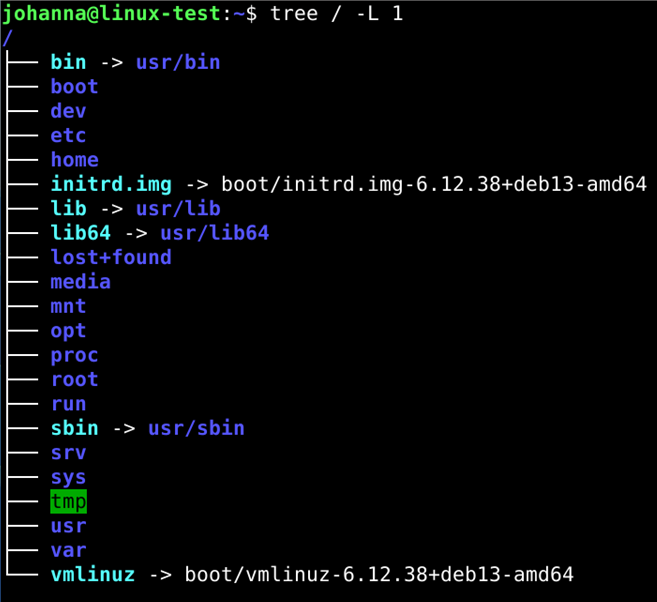 johanna@linux-test:~$ tree / -L 1
/
├── bin -> usr/bin
├── boot
├── dev
├── etc
├── home
├── initrd.img -> boot/initrd.img-6.12.38+deb13-amd64
├── lib -> usr/lib
├── lib64 -> usr/lib64
├── lost+found
├── media
├── mnt
├── opt
├── proc
├── root
├── run
├── sbin -> usr/sbin
├── srv
├── sys
├── tmp
├── usr
├── var
└── vmlinuz -> boot/vmlinuz-6.12.38+deb13-amd64